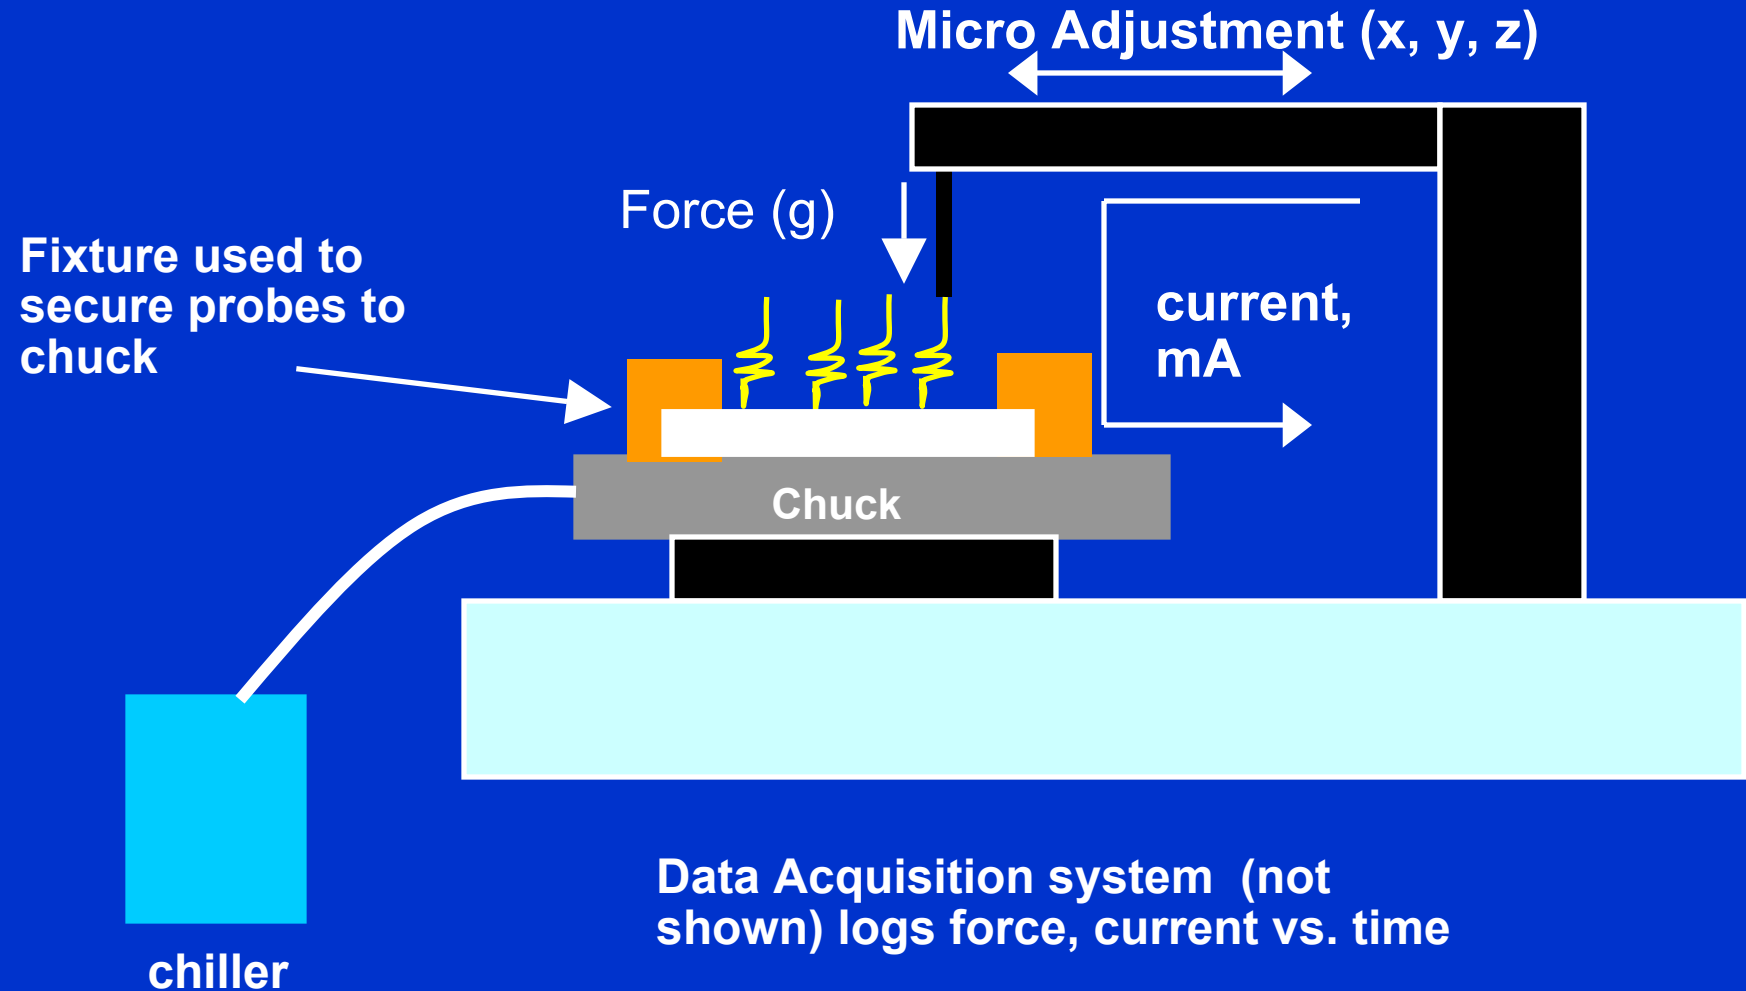 Micro Adjustment (x, y, z)
Force (g)
Fixture used to
secure probes to
chuck
current,
mA
Chuck
Data Acquisition system  (not
shown) logs force, current vs. time
chiller